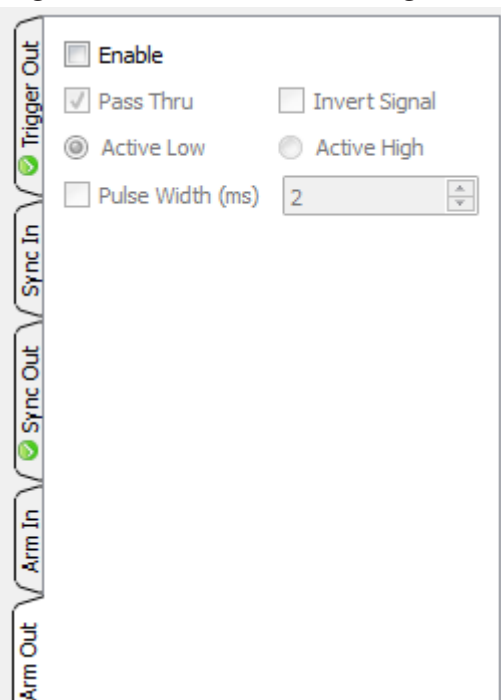 Enable
Pass Thru Invert Signal
Active Low Active High
Pulse Width (ms) 2
Trigger Out
Sync In
Sync Out
Arm In
Arm Out